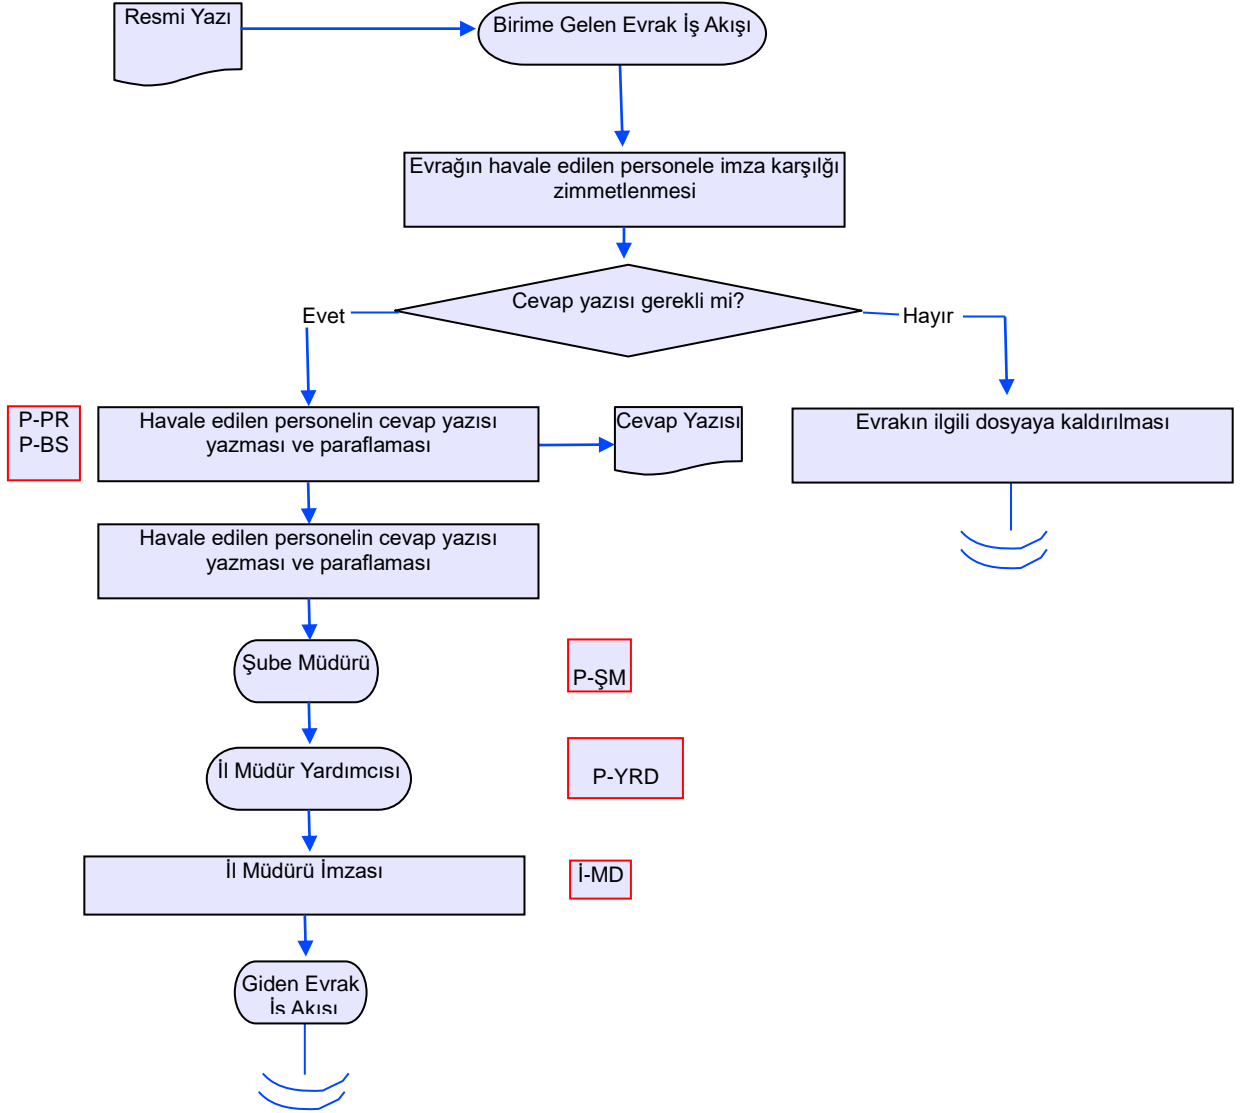 Resmi Yazı
Birime Gelen Evrak İş Akışı
Evrağın havale edilen personele imza karşılğı
zimmetlenmesi
Cevap yazısı gerekli mi?
Evet
Hayır
P-PR
P-BS
Havale edilen personelin cevap yazısı
yazması ve paraflaması
Cevap Yazısı
Evrakın ilgili dosyaya kaldırılması
Havale edilen personelin cevap yazısı
yazması ve paraflaması
Şube Müdürü
P-ŞM
İl Müdür Yardımcısı
P-YRD
İl Müdürü İmzası
İ-MD
Giden Evrak
İş Akışı